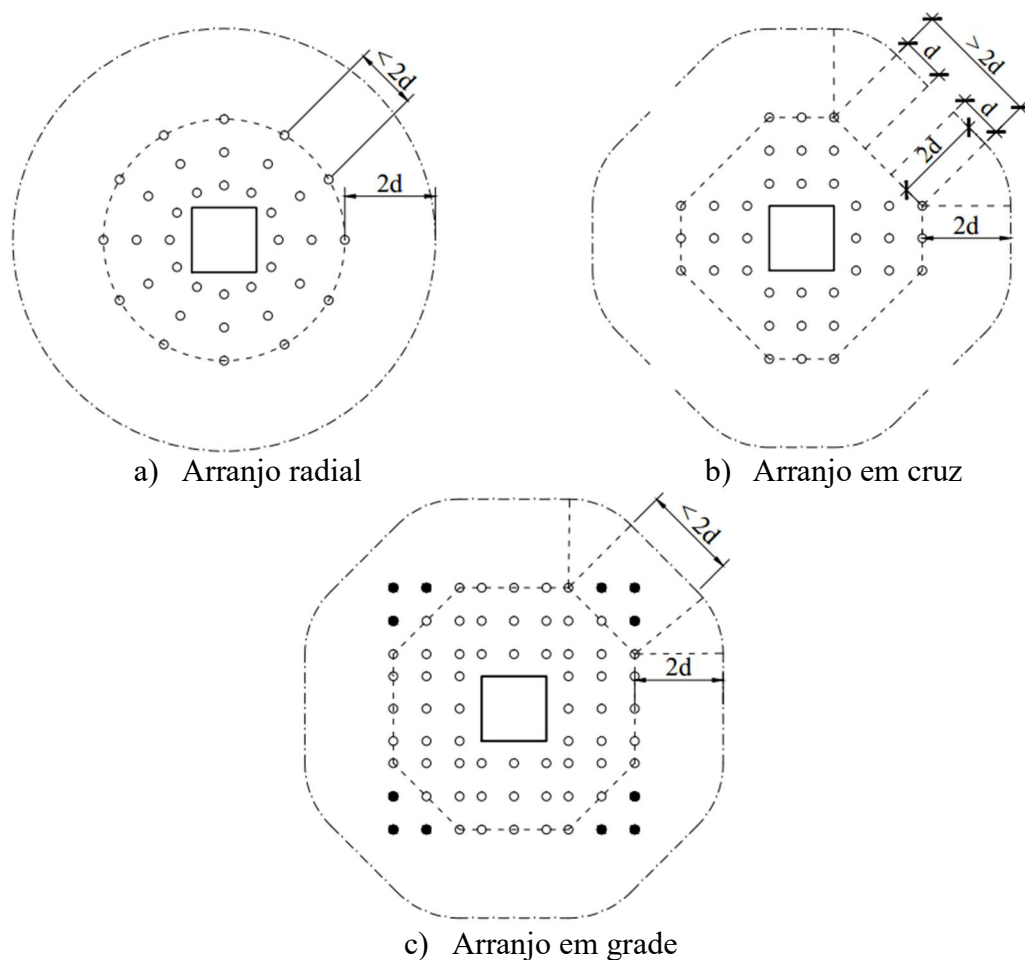 < 2d
2d
a) Arranjo radial
d
> 2d
d
2d
2d
b) Arranjo em cruz
< 2d
2d
c) Arranjo em grade